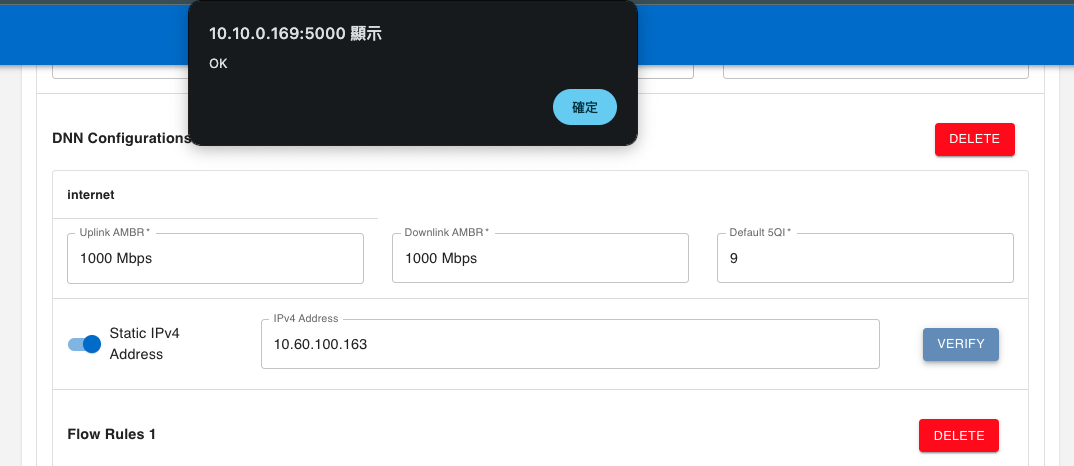 10.10.0.169:5000 顯示
OK
確定
DNN Configurations
DELETE
internet
Uplink AMBR *
1000 Mbps
Downlink AMBR *
1000 Mbps
Default 5QI *
9
Static IPv4
Address
IPv4 Address
10.60.100.163
VERIFY
Flow Rules 1
DELETE